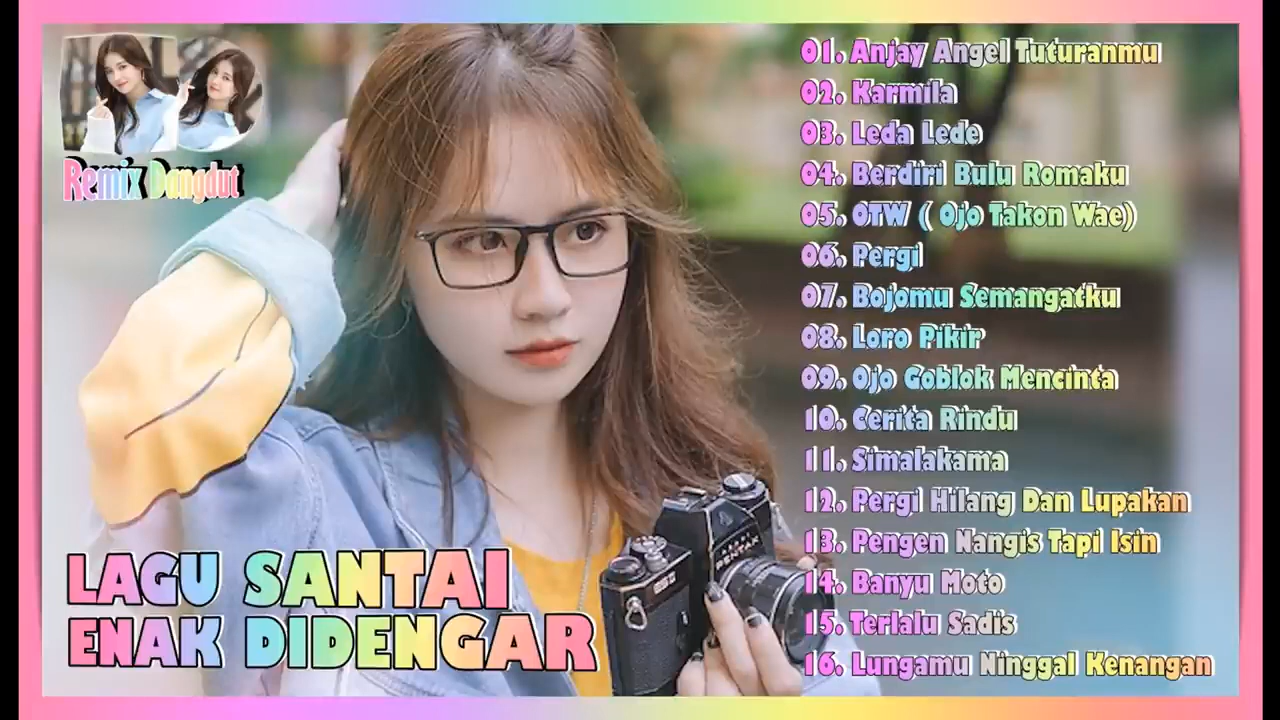 Remix Dangdut
LAGU SANTAI
ENAK DIDENGAR
01. Anjay Angel Tuturanmu
02. Karmila
03. Leda Lede
04. Berdiri Bulu Romaku
05. OTW ( Ojo Takon Wae)
06. Pergi
07. Bojomu Semangatku
08. Loro Pikir
09. Ojo Goblok Mencinta
10. Cerita Rindu
11. Simalakama
12. Pergi Hilang Dan Lupakan
13. Pengen Nangis Tapi Isin
14. Banyu Moto
15. Terlalu Sadis
16. Lungamu Ninggal Kenangan
PENTAX